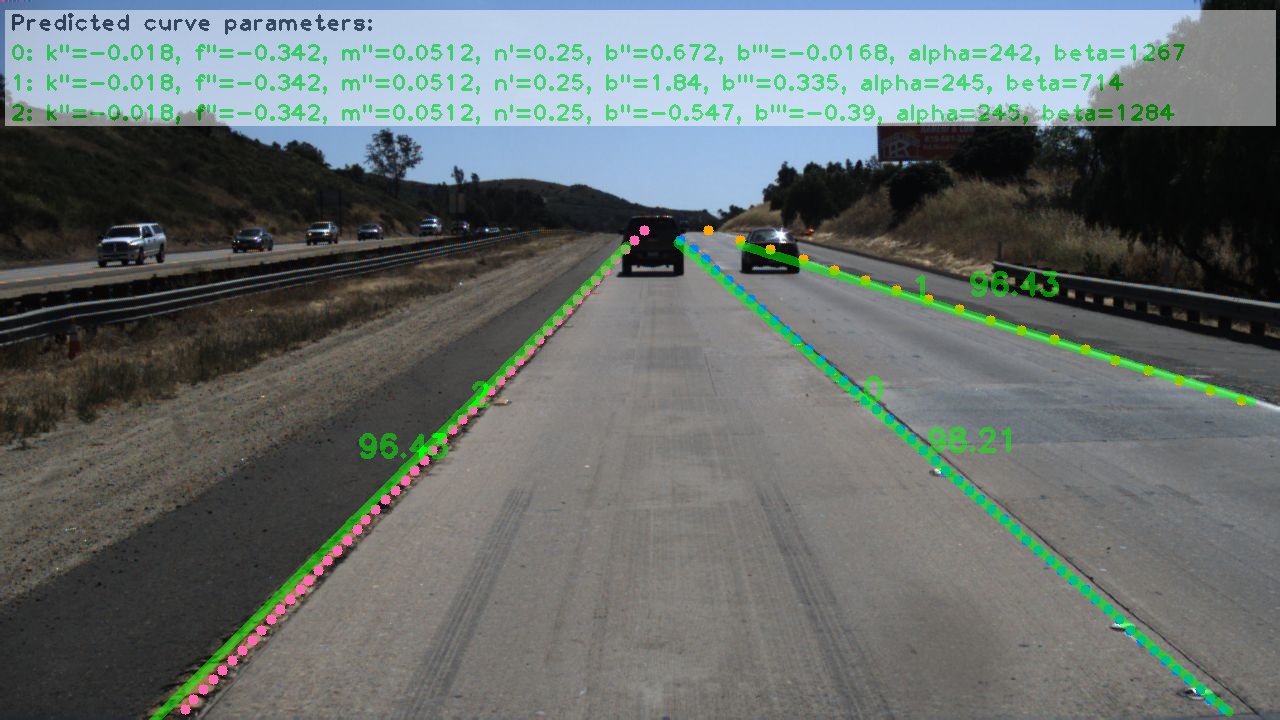 Predicted curve parameters:
0: k''=-0.018, f''=-0.342, m''=0.0512, n'=0.25, b''=0.672, b'''=-0.0168, alpha=242, beta=1267
1: k''=-0.018, f''=-0.342, m''=0.0512, n'=0.25, b''=1.84, b'''=0.335, alpha=245, beta=714
2: k''=-0.018, f''=-0.342, m''=0.0512, n'=0.25, b''=-0.547, b'''=-0.39, alpha=245, beta=1284
1
96.43
2
0
96.43
98.21